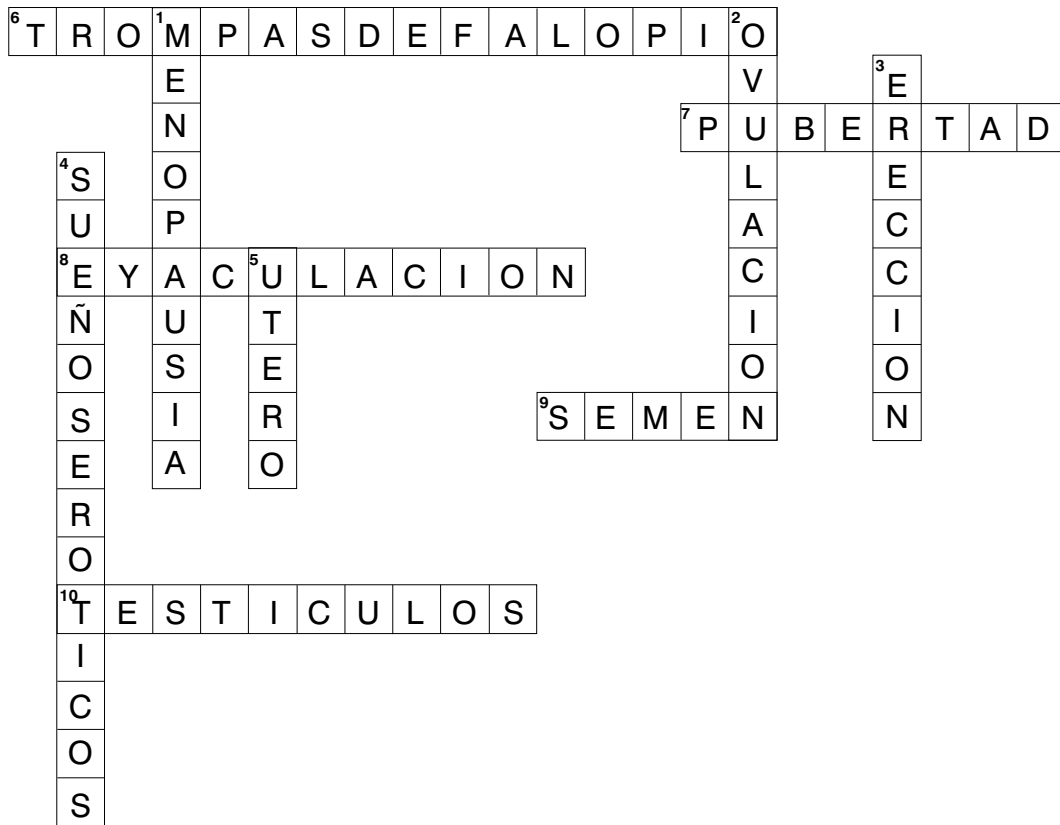 6 TROMPASDEFALOPIO
1 MENOPAUSIA
2 OVULACION
3 ERECCION
7 PUBERTAD
4 SUEÑOSEROTICOS
8 EYACULACION
5 UTERO
9 SEMEN
10 TESTICULOS